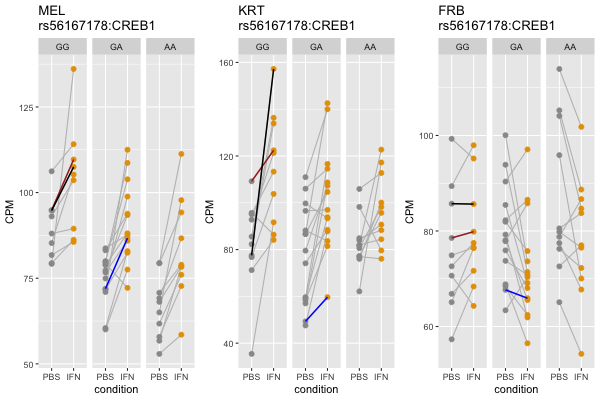 MEL
rs56167178:CREB1
GG GA AA
CPM
125
100
75
50
PBS IFN PBS IFN PBS IFN
condition
KRT
rs56167178:CREB1
GG GA AA
CPM
160
120
80
40
PBS IFN PBS IFN PBS IFN
condition
FRB
rs56167178:CREB1
GG GA AA
CPM
100
80
60
PBS IFN PBS IFN PBS IFN
condition